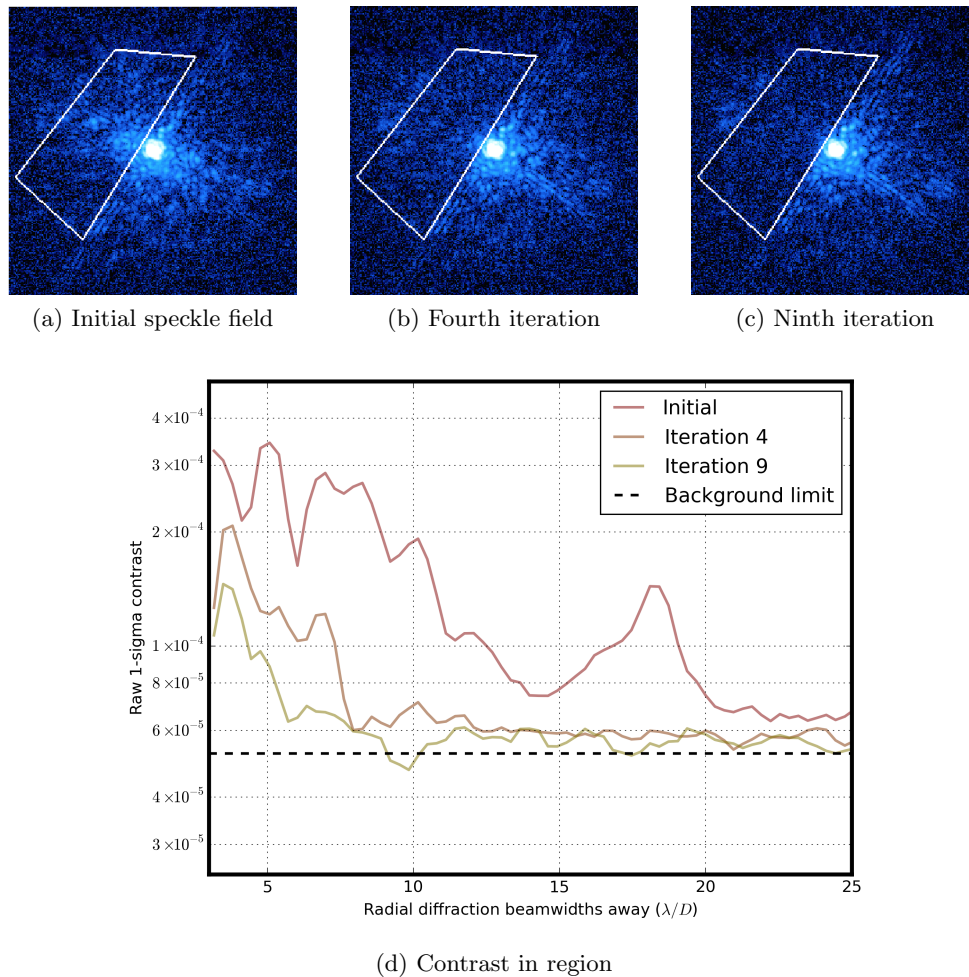 (a) Initial speckle field
(b) Fourth iteration
(c) Ninth iteration
Initial
Iteration 4
Iteration 9
Background limit
Raw 1-sigma contrast
4×10⁻⁴
3×10⁻⁴
2×10⁻⁴
1×10⁻⁴
8×10⁻⁵
6×10⁻⁵
4×10⁻⁵
3×10⁻⁵
5 10 15 20 25
Radial diffraction beamwidths away (λ/D)
(d) Contrast in region